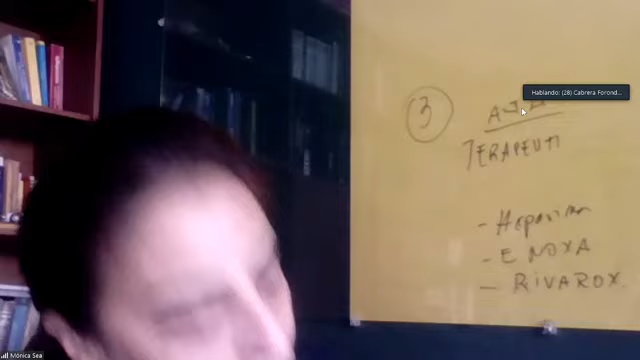 Hablando: (28) Cabrera Forond...
3
TERAPEUTI
- Heparina
- ENOXA
- RIVAROX.
Mónica Sea